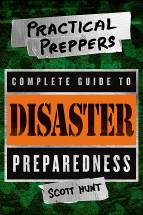 PRACTICAL
PREPPERS
COMPLETE GUIDE TO
DISASTER
PREPAREDNESS
SCOTT HUNT